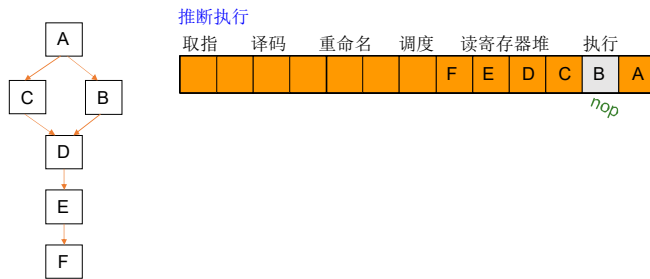 推断执行
取指 译码 重命名 调度 读寄存器堆 执行
F E D C B A
nop
A
C B
D
E
F